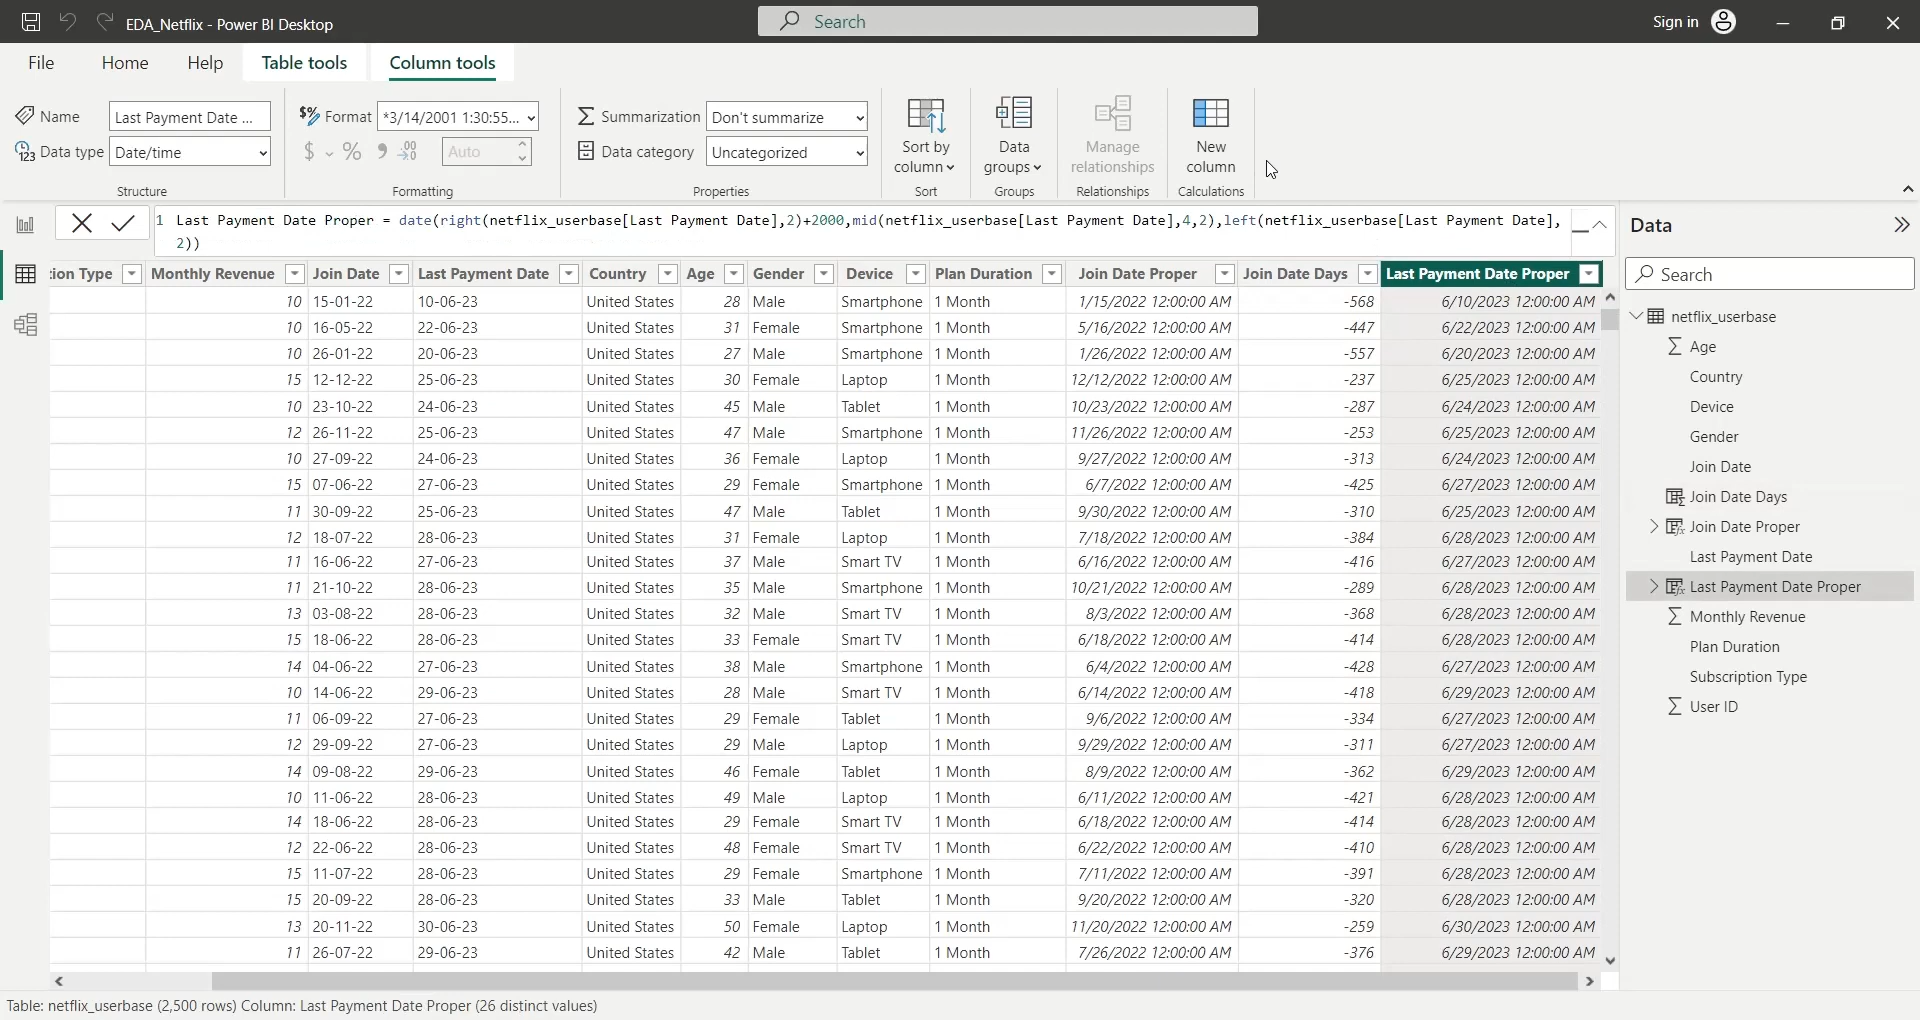 EDA_Netflix - Power BI Desktop
Search
Sign in
File Home Help Table tools Column tools
Name Last Payment Date ...
Format *3/14/2001 1:30:55...
Summarization Don't summarize
Data type Date/time
$ % 9 .00 Auto
Data category Uncategorized
Sort by column
Data groups
Manage relationships
New column
Structure Formatting Properties Sort Groups Relationships Calculations
1 Last Payment Date Proper = date(right(netflix_userbase[Last Payment Date],2)+2000,mid(netflix_userbase[Last Payment Date],4,2),left(netflix_userbase[Last Payment Date],
2))
tion Type Monthly Revenue Join Date Last Payment Date Country Age Gender Device Plan Duration Join Date Proper Join Date Days Last Payment Date Proper
10 15-01-22 10-06-23 United States 28 Male Smartphone 1 Month 1/15/2022 12:00:00 AM -568 6/10/2023 12:00:00 AM
10 16-05-22 22-06-23 United States 31 Female Smartphone 1 Month 5/16/2022 12:00:00 AM -447 6/22/2023 12:00:00 AM
10 26-01-22 20-06-23 United States 27 Male Smartphone 1 Month 1/26/2022 12:00:00 AM -557 6/20/2023 12:00:00 AM
15 12-12-22 25-06-23 United States 30 Female Laptop 1 Month 12/12/2022 12:00:00 AM -237 6/25/2023 12:00:00 AM
10 23-10-22 24-06-23 United States 45 Male Tablet 1 Month 10/23/2022 12:00:00 AM -287 6/24/2023 12:00:00 AM
12 26-11-22 25-06-23 United States 47 Male Smartphone 1 Month 11/26/2022 12:00:00 AM -253 6/25/2023 12:00:00 AM
10 27-09-22 24-06-23 United States 36 Female Laptop 1 Month 9/27/2022 12:00:00 AM -313 6/24/2023 12:00:00 AM
15 07-06-22 27-06-23 United States 29 Female Smartphone 1 Month 6/7/2022 12:00:00 AM -425 6/27/2023 12:00:00 AM
11 30-09-22 25-06-23 United States 47 Male Tablet 1 Month 9/30/2022 12:00:00 AM -310 6/25/2023 12:00:00 AM
12 18-07-22 28-06-23 United States 31 Female Laptop 1 Month 7/18/2022 12:00:00 AM -384 6/28/2023 12:00:00 AM
11 16-06-22 27-06-23 United States 37 Male Smart TV 1 Month 6/16/2022 12:00:00 AM -416 6/27/2023 12:00:00 AM
11 21-10-22 28-06-23 United States 35 Male Smartphone 1 Month 10/21/2022 12:00:00 AM -289 6/28/2023 12:00:00 AM
13 03-08-22 28-06-23 United States 32 Male Smart TV 1 Month 8/3/2022 12:00:00 AM -368 6/28/2023 12:00:00 AM
15 18-06-22 28-06-23 United States 33 Female Smart TV 1 Month 6/18/2022 12:00:00 AM -414 6/28/2023 12:00:00 AM
14 04-06-22 27-06-23 United States 38 Male Smartphone 1 Month 6/4/2022 12:00:00 AM -428 6/27/2023 12:00:00 AM
10 14-06-22 29-06-23 United States 28 Male Smart TV 1 Month 6/14/2022 12:00:00 AM -418 6/29/2023 12:00:00 AM
11 06-09-22 27-06-23 United States 29 Female Tablet 1 Month 9/6/2022 12:00:00 AM -334 6/27/2023 12:00:00 AM
12 29-09-22 27-06-23 United States 29 Male Laptop 1 Month 9/29/2022 12:00:00 AM -311 6/27/2023 12:00:00 AM
14 09-08-22 29-06-23 United States 46 Female Tablet 1 Month 8/9/2022 12:00:00 AM -362 6/29/2023 12:00:00 AM
10 11-06-22 28-06-23 United States 49 Male Laptop 1 Month 6/11/2022 12:00:00 AM -421 6/28/2023 12:00:00 AM
14 18-06-22 28-06-23 United States 29 Female Smart TV 1 Month 6/18/2022 12:00:00 AM -414 6/28/2023 12:00:00 AM
12 22-06-22 28-06-23 United States 48 Female Smart TV 1 Month 6/22/2022 12:00:00 AM -410 6/28/2023 12:00:00 AM
15 11-07-22 28-06-23 United States 29 Female Smartphone 1 Month 7/11/2022 12:00:00 AM -391 6/28/2023 12:00:00 AM
15 20-09-22 28-06-23 United States 33 Male Tablet 1 Month 9/20/2022 12:00:00 AM -320 6/28/2023 12:00:00 AM
13 20-11-22 30-06-23 United States 50 Female Laptop 1 Month 11/20/2022 12:00:00 AM -259 6/30/2023 12:00:00 AM
11 26-07-22 29-06-23 United States 42 Male Tablet 1 Month 7/26/2022 12:00:00 AM -376 6/29/2023 12:00:00 AM
Data
Search
netflix_userbase
Age
Country
Device
Gender
Join Date
Join Date Days
Join Date Proper
Last Payment Date
Last Payment Date Proper
Monthly Revenue
Plan Duration
Subscription Type
User ID
Table: netflix_userbase (2,500 rows) Column: Last Payment Date Proper (26 distinct values)